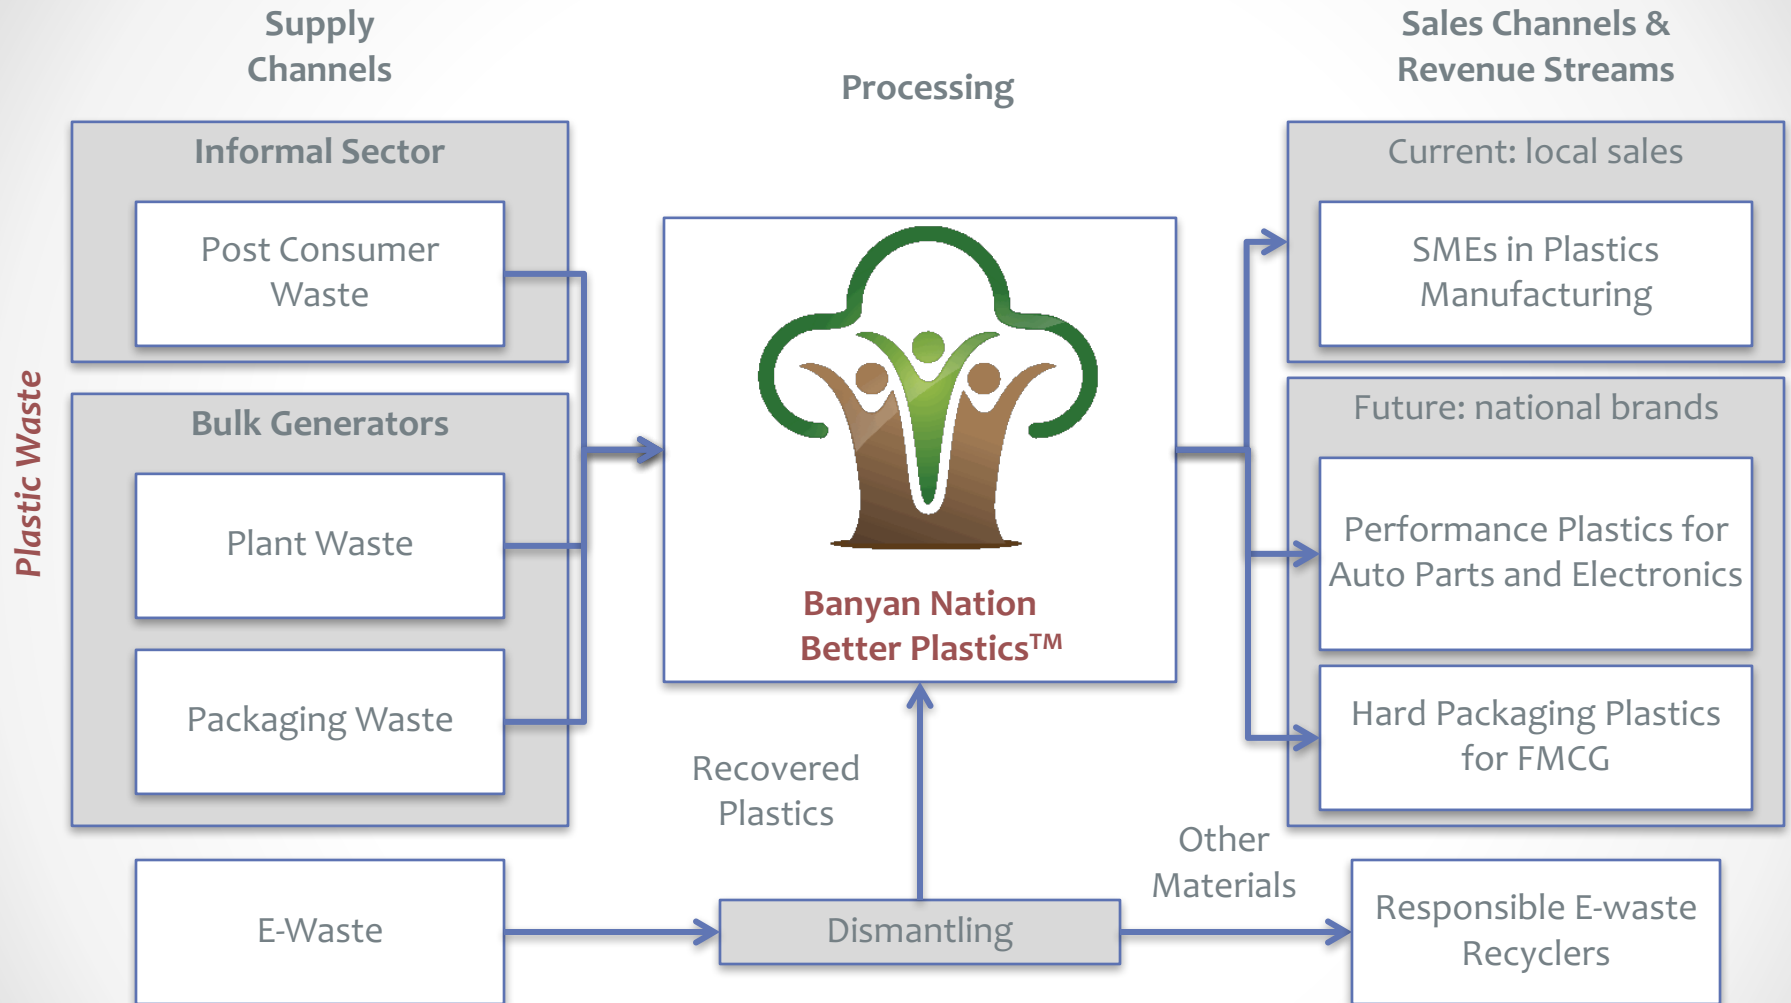 Supply
Channels
Processing
Sales Channels &
Revenue Streams
Plastic Waste
Informal Sector
Post Consumer
Waste
Bulk Generators
Plant Waste
Packaging Waste
E-Waste
Banyan Nation
Better Plastics™
Recovered
Plastics
Dismantling
Other
Materials
Current: local sales
SMEs in Plastics
Manufacturing
Future: national brands
Performance Plastics for
Auto Parts and Electronics
Hard Packaging Plastics
for FMCG
Responsible E-waste
Recyclers